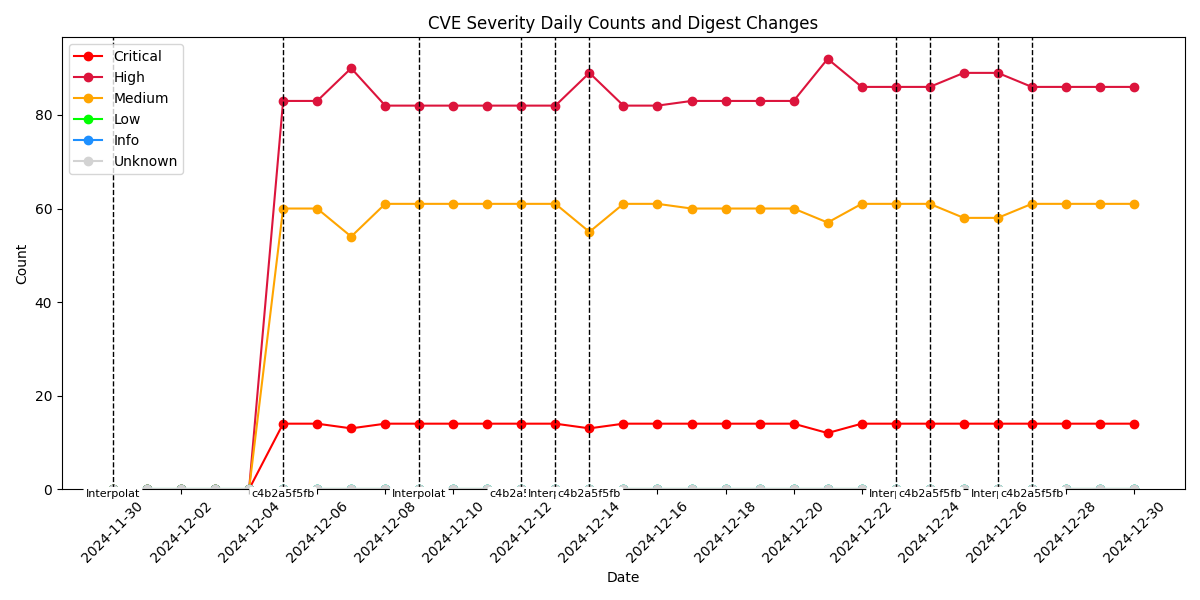 CVE Severity Daily Counts and Digest Changes
Critical
High
Medium
Low
Info
Unknown
Count
80
60
40
20
0
Interpolat
c4b2a5f5fb
Interpolat
c4b2a5
Interp
c4b2a5f5fb
Interp
c4b2a5f5fb
Interp
c4b2a5f5fb
2024-11-30
2024-12-02
2024-12-04
2024-12-06
2024-12-08
2024-12-10
2024-12-12
2024-12-14
2024-12-16
2024-12-18
2024-12-20
2024-12-22
2024-12-24
2024-12-26
2024-12-28
2024-12-30
Date